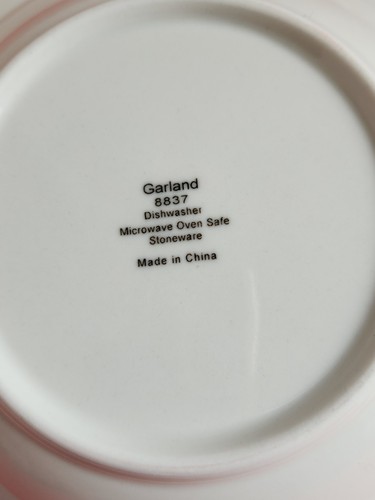 Garland
8837
Dishwasher
Microwave Oven Safe
Stoneware
Made in China